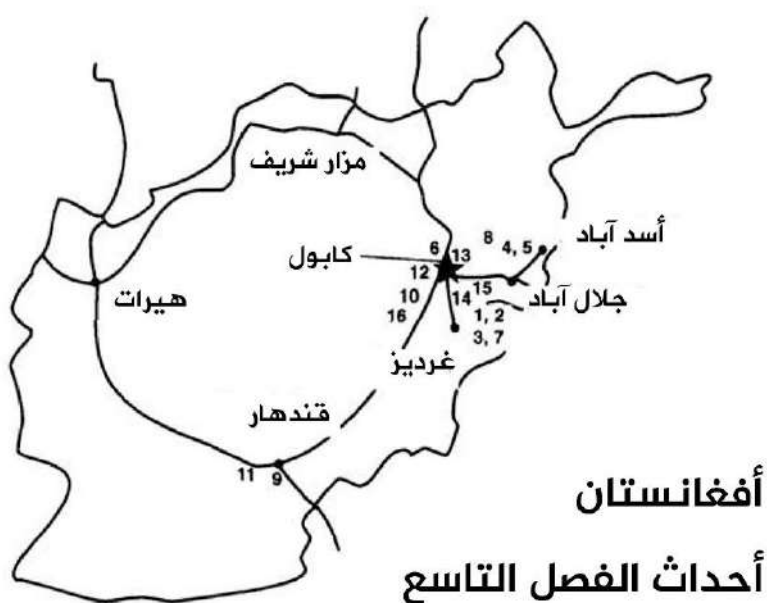 مزار شريف
أسد آباد
8
4, 5
6
13
كابول
12
15
جلال آباد
هيرات
10
14
1, 2
16
3, 7
غرديز
قندهار
11
9
أفغانستان
أحداث الفصل التاسع